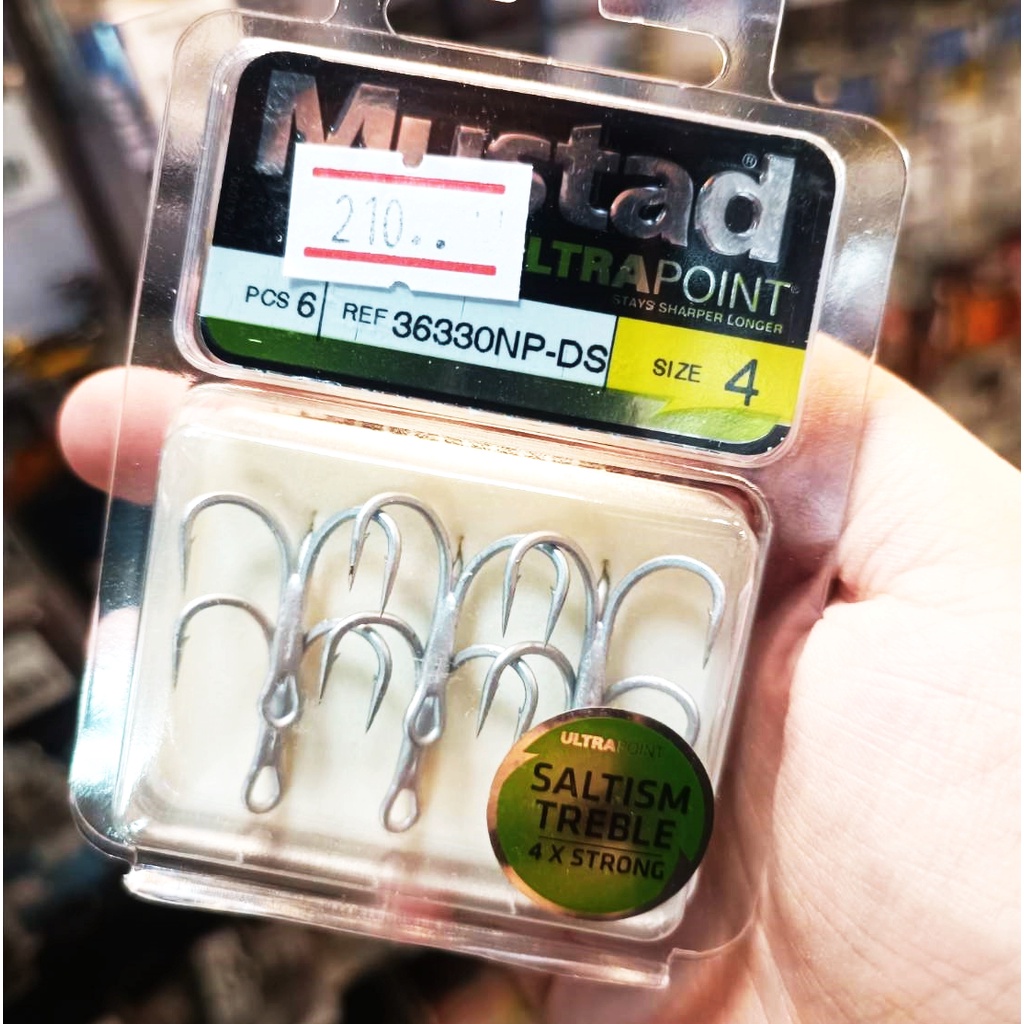 Mustad®
210..
ULTRAPOINT
STAYS SHARPER LONGER
PCS 6 REF 36330NP-DS SIZE 4
ULTRAPOINT
SALTISM
TREBLE
4 X STRONG